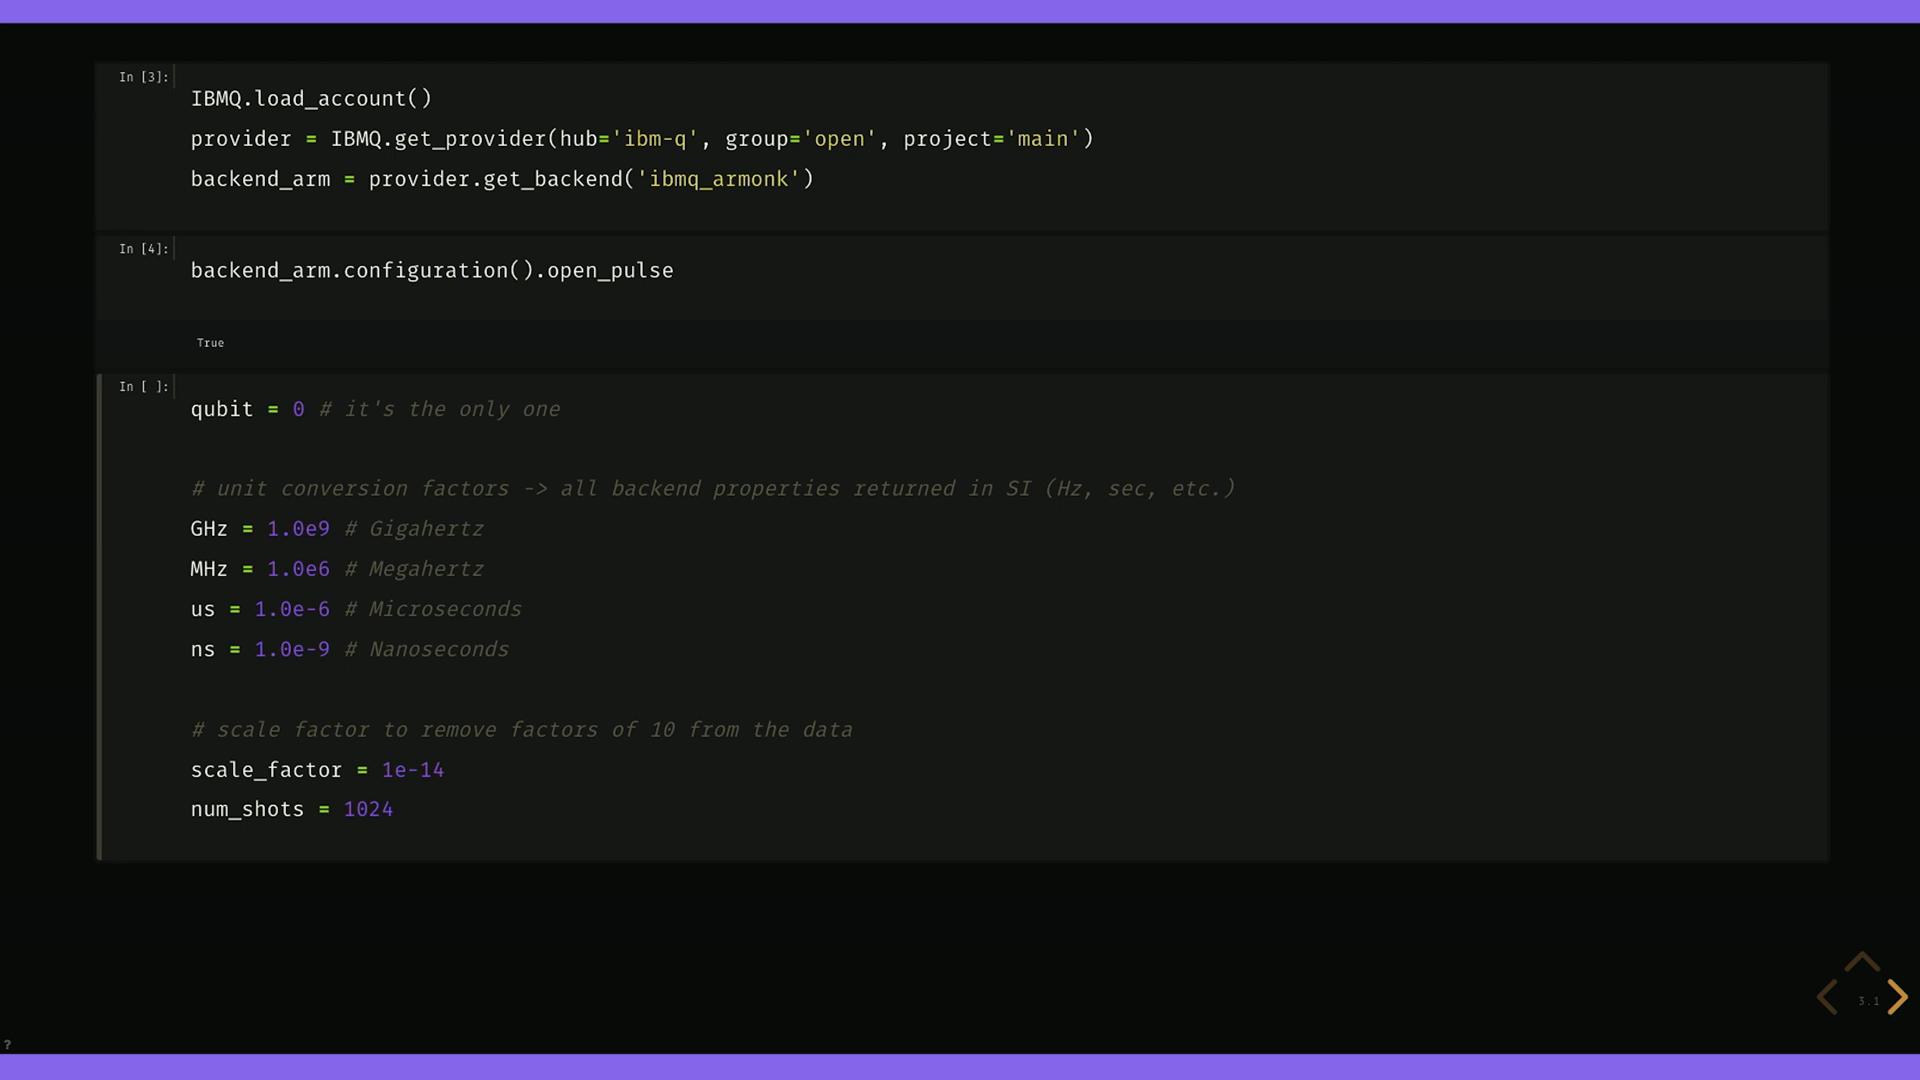 In [3]:
IBMQ.load_account()
provider = IBMQ.get_provider(hub='ibm-q', group='open', project='main')
backend_arm = provider.get_backend('ibmq_armonk')
In [4]:
backend_arm.configuration().open_pulse
True
In [ ]:
qubit = 0 # it's the only one
# unit conversion factors -> all backend properties returned in SI (Hz, sec, etc.)
GHz = 1.0e9 # Gigahertz
MHz = 1.0e6 # Megahertz
us = 1.0e-6 # Microseconds
ns = 1.0e-9 # Nanoseconds
# scale factor to remove factors of 10 from the data
scale_factor = 1e-14
num_shots = 1024
3.1
?